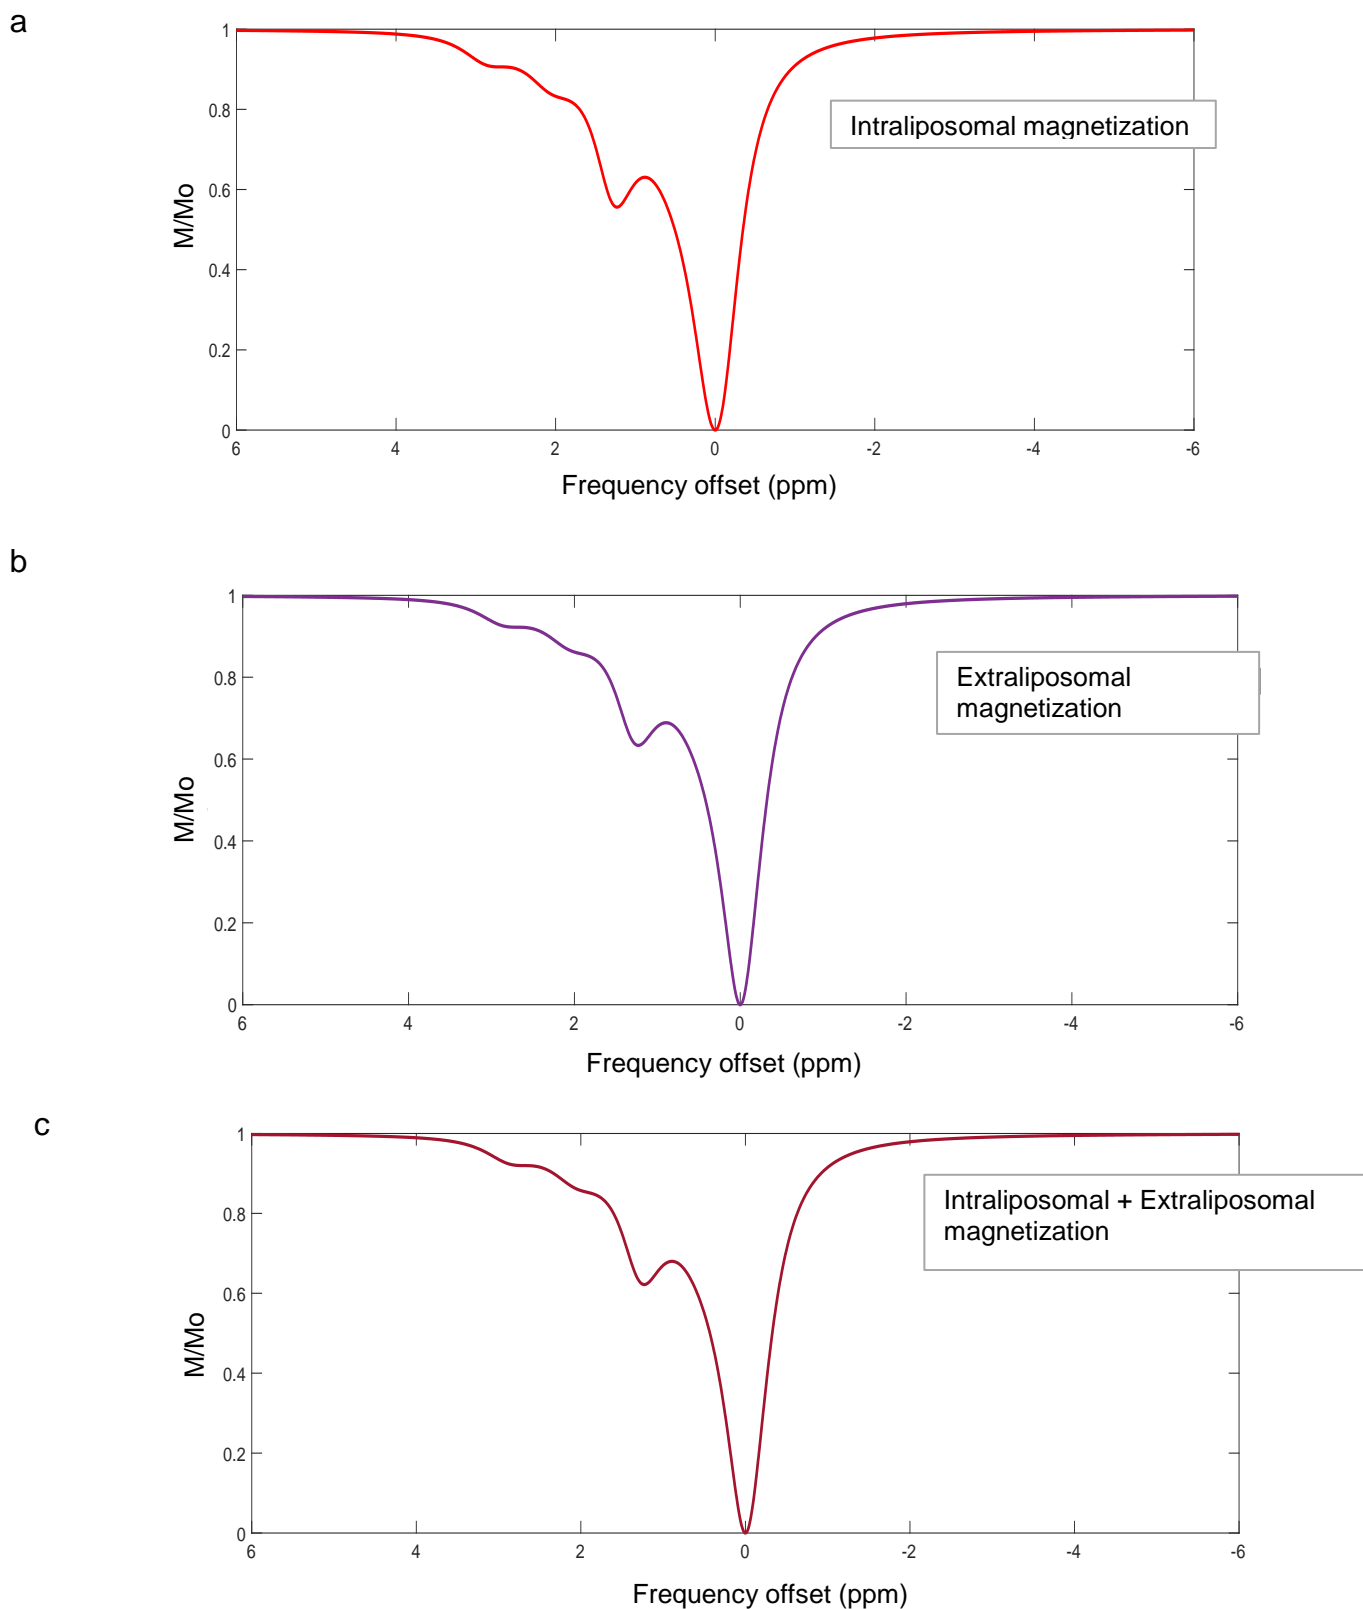 a
1
0.8
0.6
0.4
0.2
0
M/Mo
Intraliposomal magnetization
6 4 2 0 -2 -4 -6
Frequency offset (ppm)
b
1
0.8
0.6
0.4
0.2
0
M/Mo
Extraliposomal
magnetization
6 4 2 0 -2 -4 -6
Frequency offset (ppm)
c
1
0.8
0.6
0.4
0.2
0
M/Mo
Intraliposomal + Extraliposomal
magnetization
6 4 2 0 -2 -4 -6
Frequency offset (ppm)